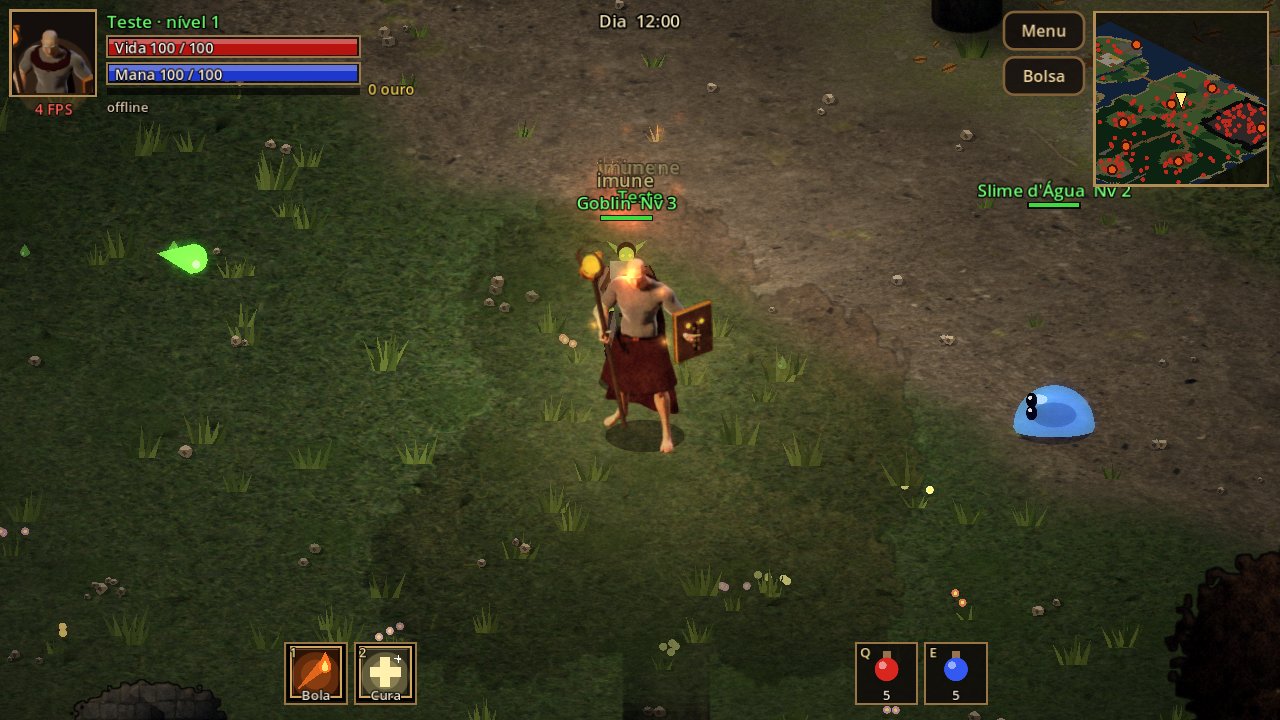 Teste · nível 1
Vida 100 / 100
Mana 100 / 100
0 ouro
4 FPS
offline
Dia 12:00
Menu
Bolsa
imune
Teste
Goblin Nv 3
Slime d'Água Nv 2
1
Bola
2
Cura
Q
5
E
5